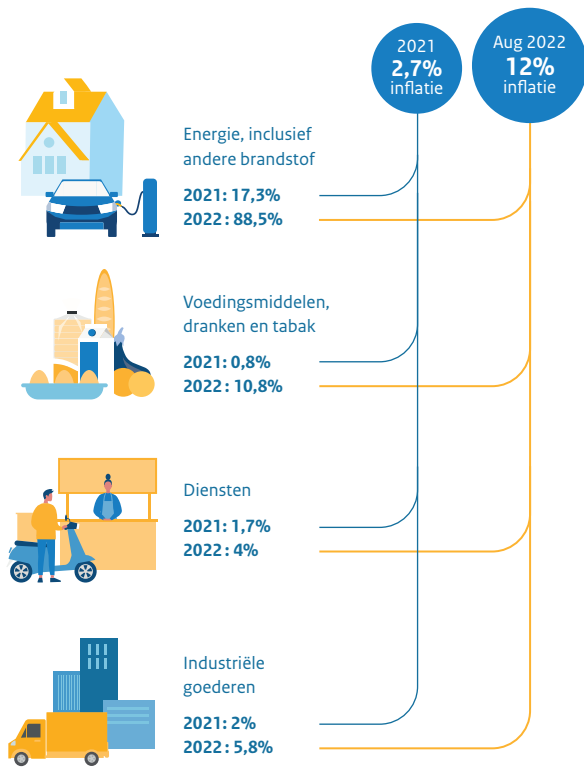 2021
2,7%
inflatie
Aug 2022
12%
inflatie
Energie, inclusief
andere brandstof
2021: 17,3%
2022: 88,5%
Voedingsmiddelen,
dranken en tabak
2021: 0,8%
2022: 10,8%
Diensten
2021: 1,7%
2022: 4%
Industriële
goederen
2021: 2%
2022: 5,8%